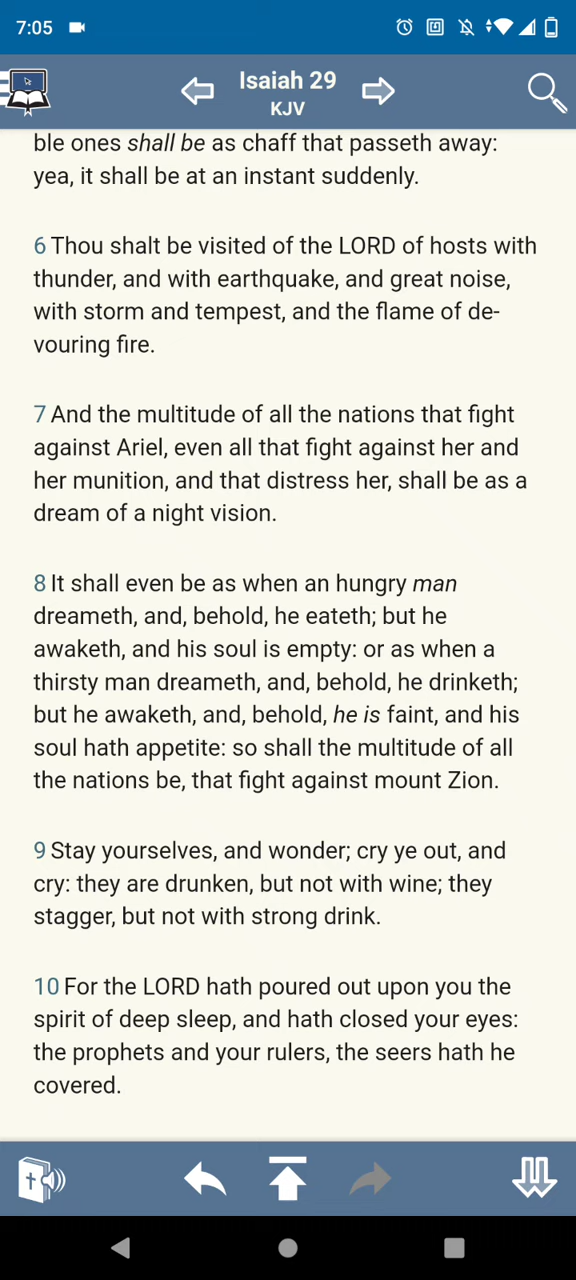 7:05
Isaiah 29
KJV
ble ones shall be as chaff that passeth away:
yea, it shall be at an instant suddenly.
6 Thou shalt be visited of the LORD of hosts with
thunder, and with earthquake, and great noise,
with storm and tempest, and the flame of de-
vouring fire.
7 And the multitude of all the nations that fight
against Ariel, even all that fight against her and
her munition, and that distress her, shall be as a
dream of a night vision.
8 It shall even be as when an hungry man
dreameth, and, behold, he eateth; but he
awaketh, and his soul is empty: or as when a
thirsty man dreameth, and, behold, he drinketh;
but he awaketh, and, behold, he is faint, and his
soul hath appetite: so shall the multitude of all
the nations be, that fight against mount Zion.
9 Stay yourselves, and wonder; cry ye out, and
cry: they are drunken, but not with wine; they
stagger, but not with strong drink.
10 For the LORD hath poured out upon you the
spirit of deep sleep, and hath closed your eyes:
the prophets and your rulers, the seers hath he
covered.